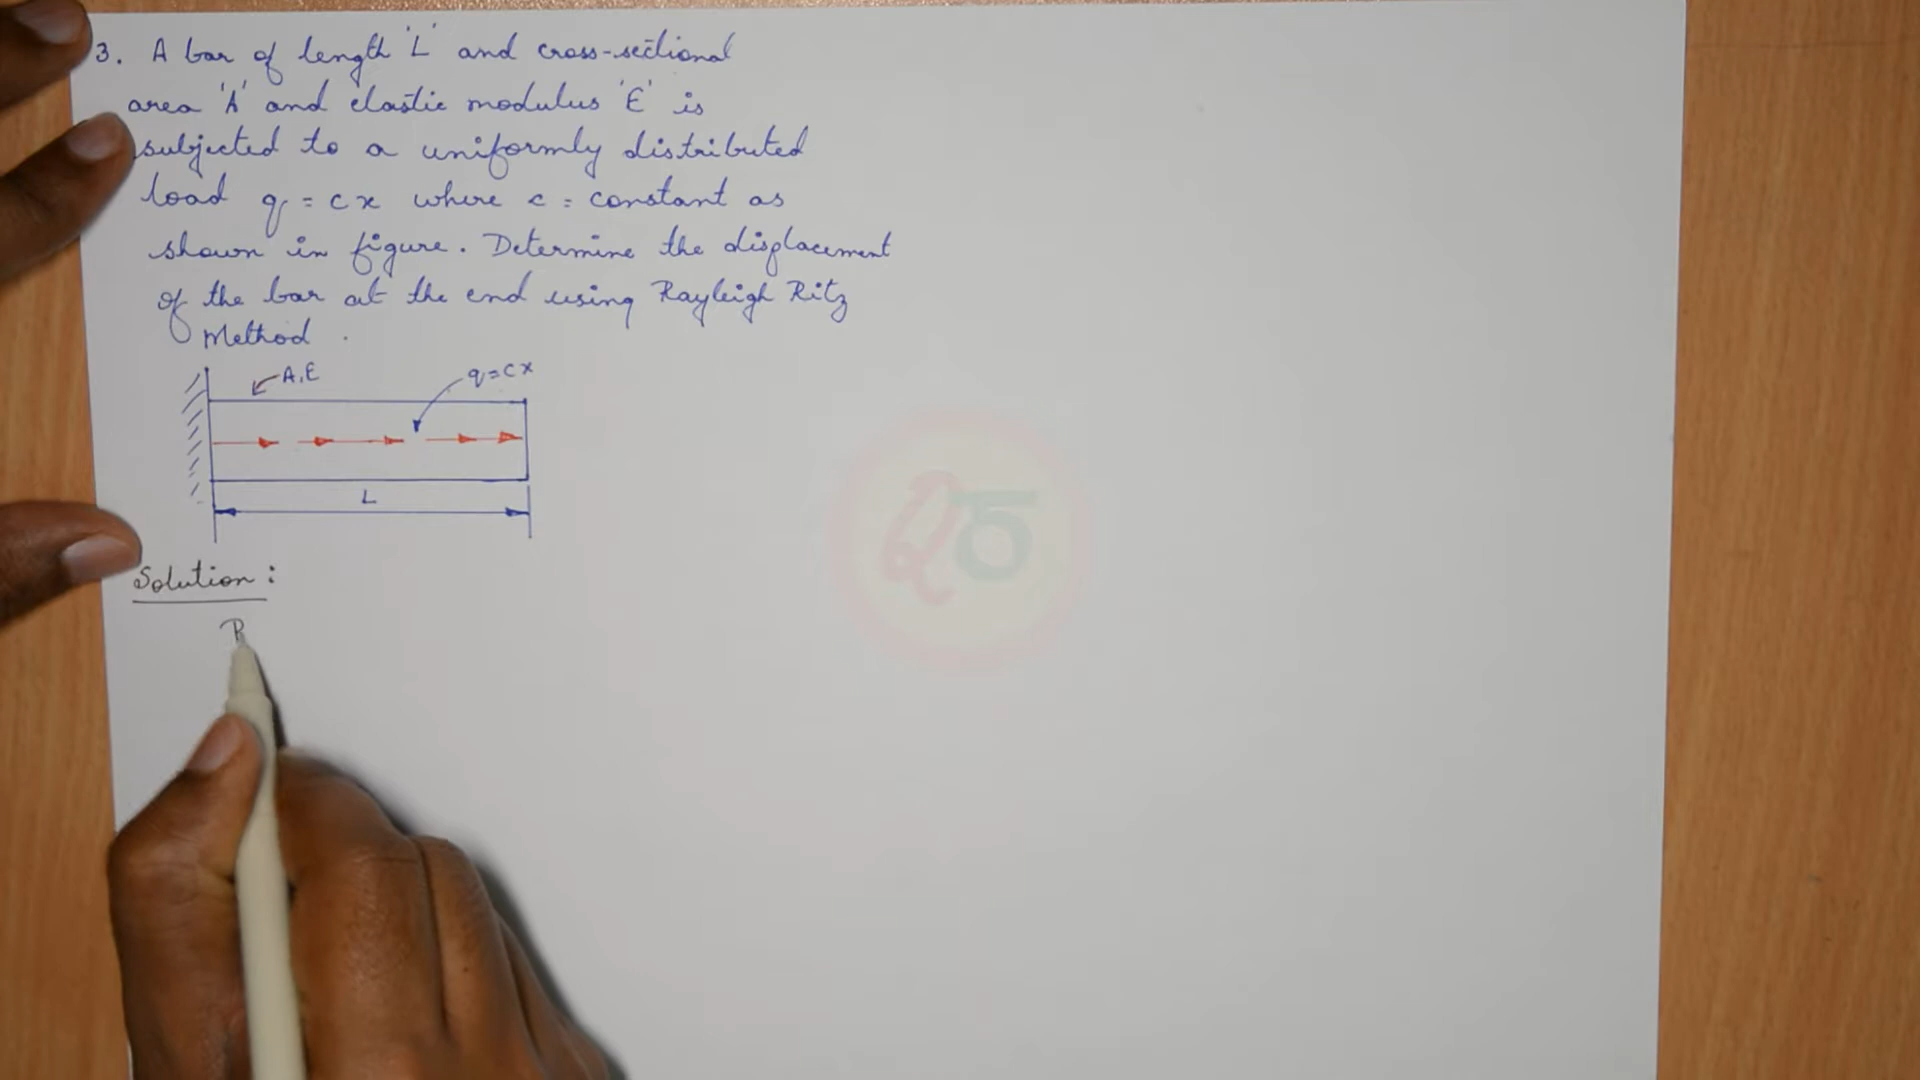 3. A bar of length 'L' and cross-sectional
area 'A' and elastic modulus 'E' is
subjected to a uniformly distributed
load q = cx where c = constant as
shown in figure. Determine the displacement
of the bar at the end using Rayleigh Ritz
Method.
A, E
q=cx
L
Solution: